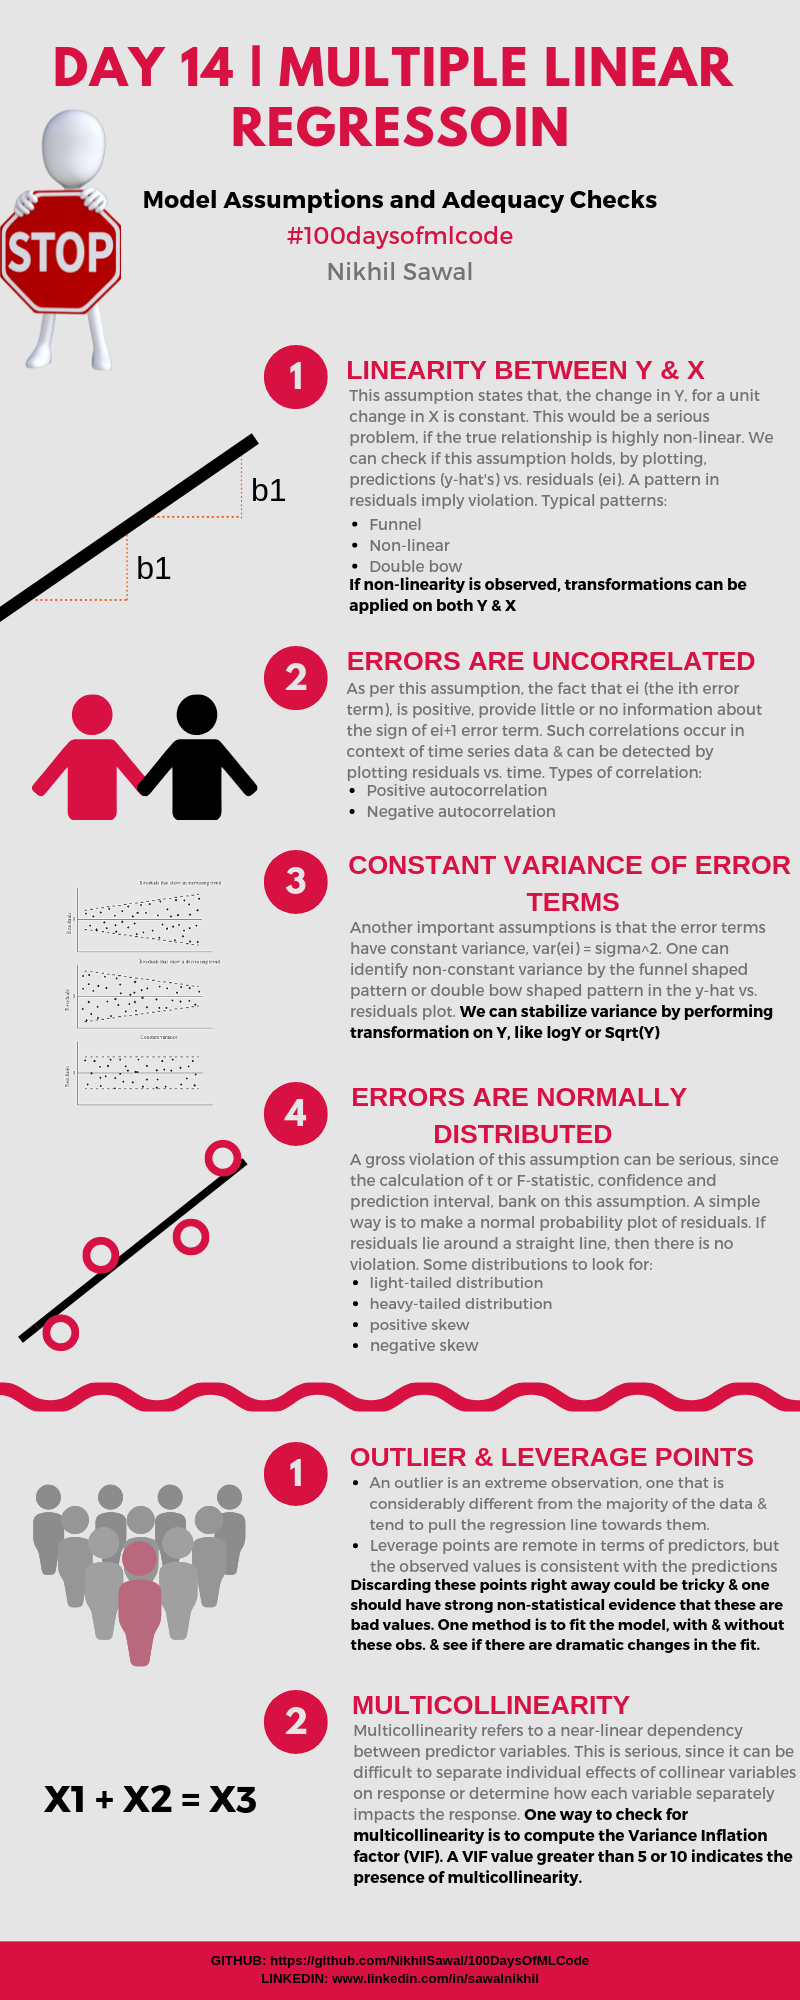 DAY 14 | MULTIPLE LINEAR
REGRESSOIN
STOP
Model Assumptions and Adequacy Checks
#100daysofmlcode
Nikhil Sawal
1
LINEARITY BETWEEN Y & X
This assumption states that, the change in Y, for a unit
change in X is constant. This would be a serious
problem, if the true relationship is highly non-linear. We
can check if this assumption holds, by plotting,
predictions (y-hat's) vs. residuals (ei). A pattern in
residuals imply violation. Typical patterns:
• Funnel
• Non-linear
• Double bow
If non-linearity is observed, transformations can be
applied on both Y & X
b1
b1
2
ERRORS ARE UNCORRELATED
As per this assumption, the fact that ei (the ith error
term), is positive, provide little or no information about
the sign of ei+1 error term. Such correlations occur in
context of time series data & can be detected by
plotting residuals vs. time. Types of correlation:
• Positive autocorrelation
• Negative autocorrelation
3
CONSTANT VARIANCE OF ERROR
TERMS
Another important assumptions is that the error terms
have constant variance, var(ei) = sigma^2. One can
identify non-constant variance by the funnel shaped
pattern or double bow shaped pattern in the y-hat vs.
residuals plot. We can stabilize variance by performing
transformation on Y, like logY or Sqrt(Y)
Residuals that show an increasing trend
Residuals
Residuals that show a decreasing trend
Residuals
Constant variance
Residuals
4
ERRORS ARE NORMALLY
DISTRIBUTED
A gross violation of this assumption can be serious, since
the calculation of t or F-statistic, confidence and
prediction interval, bank on this assumption. A simple
way is to make a normal probability plot of residuals. If
residuals lie around a straight line, then there is no
violation. Some distributions to look for:
• light-tailed distribution
• heavy-tailed distribution
• positive skew
• negative skew
1
OUTLIER & LEVERAGE POINTS
• An outlier is an extreme observation, one that is
considerably different from the majority of the data &
tend to pull the regression line towards them.
• Leverage points are remote in terms of predictors, but
the observed values is consistent with the predictions
Discarding these points right away could be tricky & one
should have strong non-statistical evidence that these are
bad values. One method is to fit the model, with & without
these obs. & see if there are dramatic changes in the fit.
2
MULTICOLLINEARITY
Multicollinearity refers to a near-linear dependency
between predictor variables. This is serious, since it can be
difficult to separate individual effects of collinear variables
on response or determine how each variable separately
impacts the response. One way to check for
multicollinearity is to compute the Variance Inflation
factor (VIF). A VIF value greater than 5 or 10 indicates the
presence of multicollinearity.
X1 + X2 = X3
GITHUB: https://github.com/NikhilSawal/100DaysOfMLCode
LINKEDIN: www.linkedin.com/in/sawalnikhil